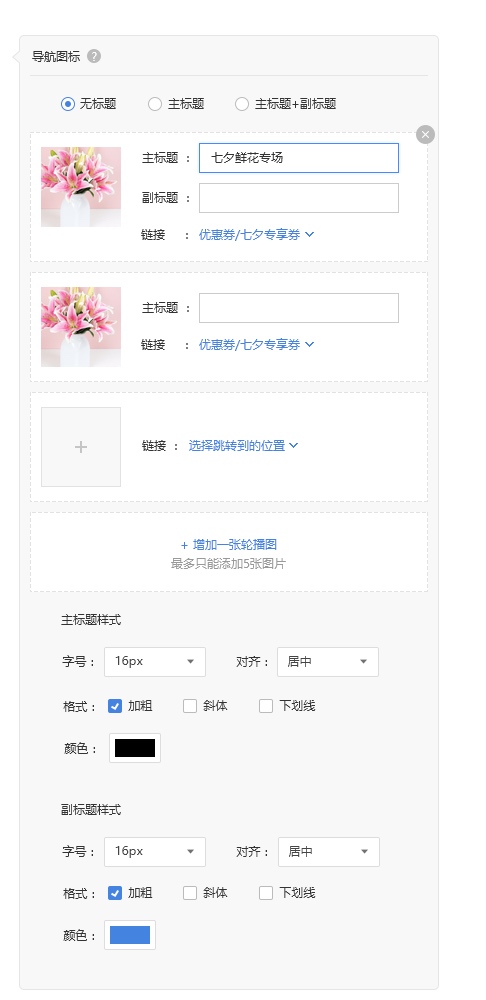 导航图标 ?
无标题 主标题 主标题+副标题
主标题 ： 七夕鲜花专场
副标题 ：
链接 ： 优惠券/七夕专享券
主标题 ：
链接 ： 优惠券/七夕专享券
链接 ： 选择跳转到的位置
+ 增加一张轮播图
最多只能添加5张图片
主标题样式
字号： 16px 对齐： 居中
格式： 加粗 斜体 下划线
颜色：
副标题样式
字号： 16px 对齐： 居中
格式： 加粗 斜体 下划线
颜色：